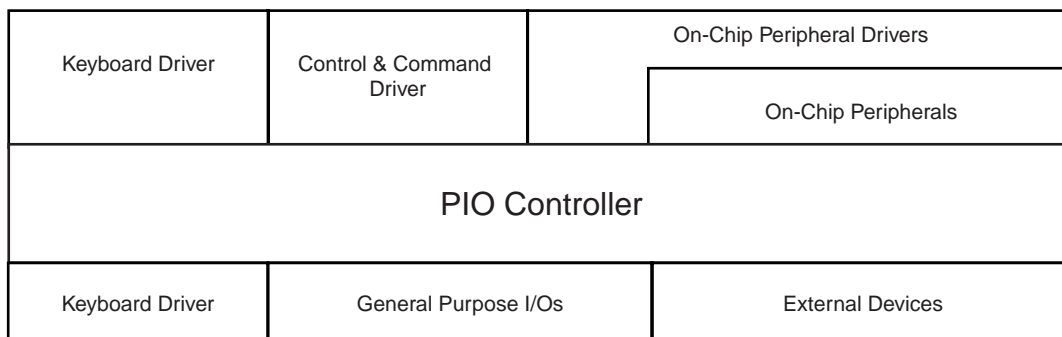 On-Chip Peripheral Drivers
Keyboard Driver
Control & Command
Driver
On-Chip Peripherals
PIO Controller
Keyboard Driver
General Purpose I/Os
External Devices